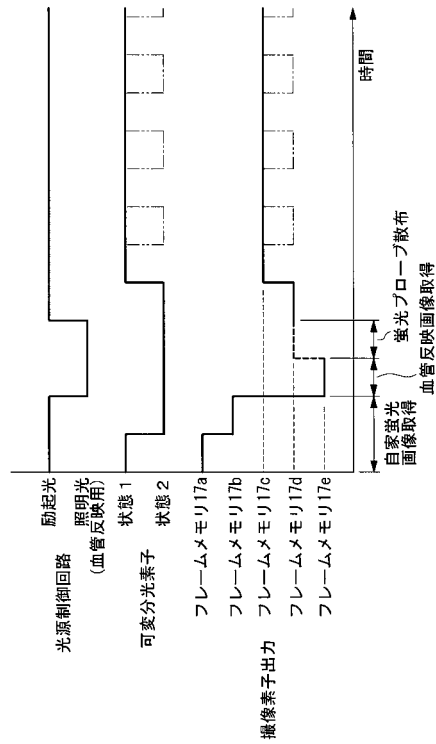 光源制御回路
励起光
照明光
(血管反映用)
可変分光素子
状態1
状態2
撮像素子出力
フレームメモリ17a
フレームメモリ17b
フレームメモリ17c
フレームメモリ17d
フレームメモリ17e
自家蛍光
画像取得
血管反映画像取得
蛍光プローブ散布
時間